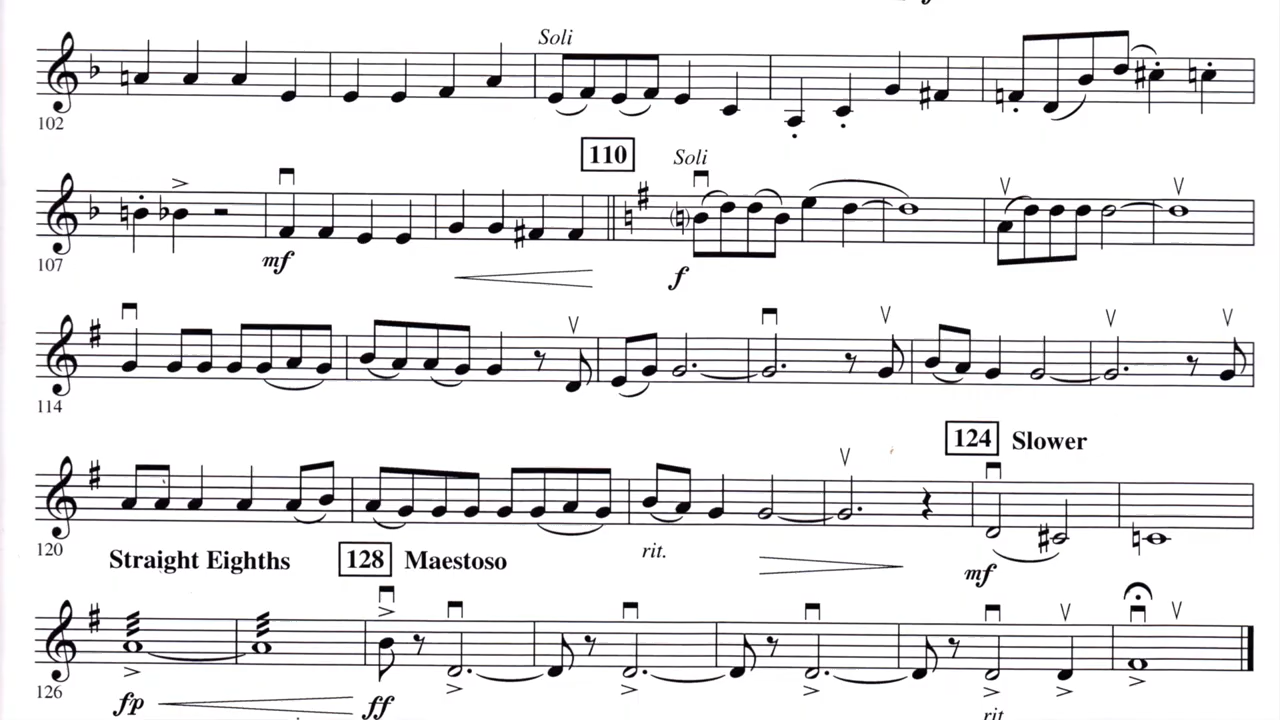 Soli
102
110
Soli
107
mf
f
114
124 Slower
120
rit.
mf
Straight Eighths 128 Maestoso
126
fp
ff
rit.